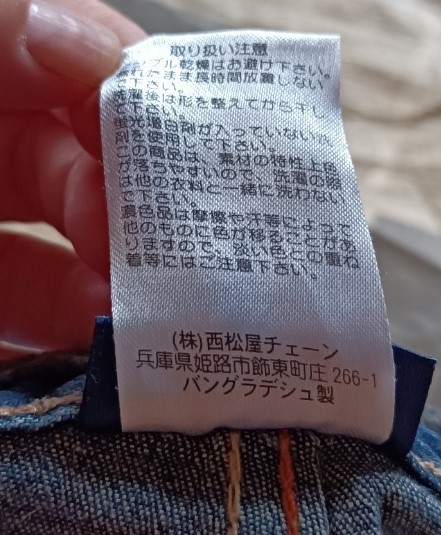 取り扱い注意
ンブル乾燥はお避け下さい。
濡れたまま長時間放置しない
で下さい。
洗濯後は形を整えてから干し
て下さい。
蛍光増白剤が入っていない洗
剤を使用して下さい。
この商品は、素材の特性上色
が落ちやすいので、洗濯の際
は他の衣料と一緒に洗わない
で下さい。
濃色品は摩擦や汗等によって
他のものに色が移ることがあ
りますので、淡い色との重ね
着等にはご注意下さい。
(株)西松屋チェーン
兵庫県姫路市飾東町庄 266-1
バングラデシュ製